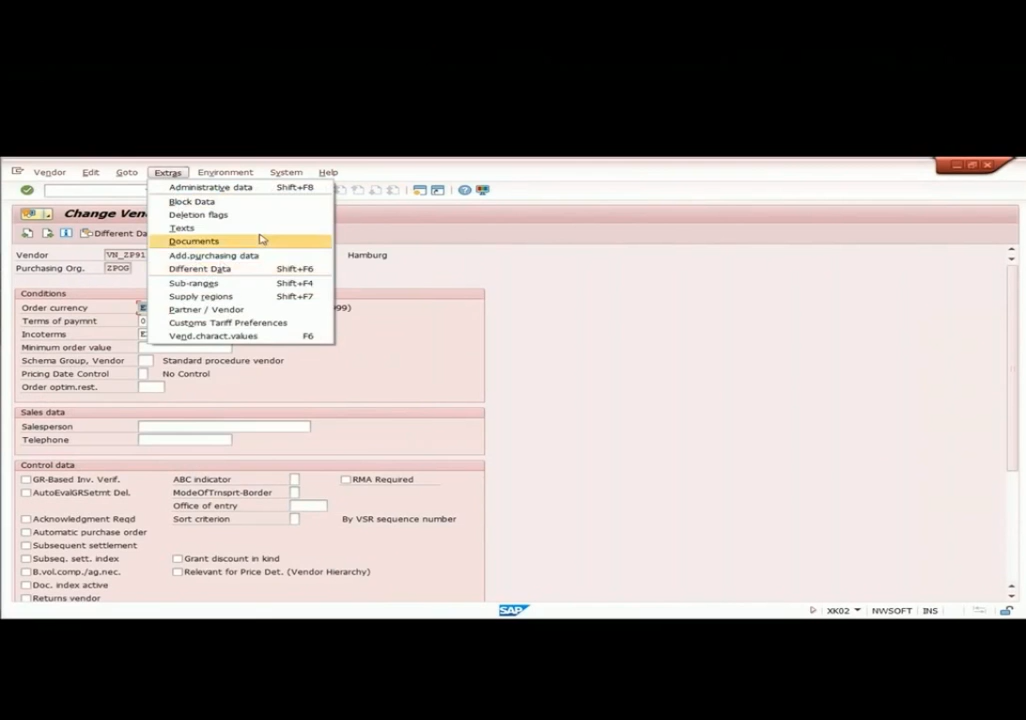 Vendor Edit Goto Extras Environment System Help
Administrative data Shift+F8
Block Data
Change Ven
Deletion flags
Texts
Different Da
Documents
Vendor VN_ZP91 Hamburg
Add.purchasing data
Purchasing Org. ZPOG
Different Data Shift+F6
Sub-ranges Shift+F4
Conditions
Supply regions Shift+F7
Order currency
Partner / Vendor
Terms of paymnt 0
Customs Tariff Preferences
Incoterms
Vend.charact.values F6
Minimum order value
Schema Group, Vendor Standard procedure vendor
Pricing Date Control No Control
Order optim.rest.
Sales data
Salesperson
Telephone
Control data
GR-Based Inv. Verif. ABC indicator RMA Required
AutoEvalGRSetmt Del. ModeOfTrnsprt-Border
Office of entry
Acknowledgment Reqd Sort criterion By VSR sequence number
Automatic purchase order
Subsequent settlement
Subseq. sett. index Grant discount in kind
B.vol.comp./ag.nec. Relevant for Price Det. (Vendor Hierarchy)
Doc. index active
Returns vendor
SAP XK02 NWSOFT INS